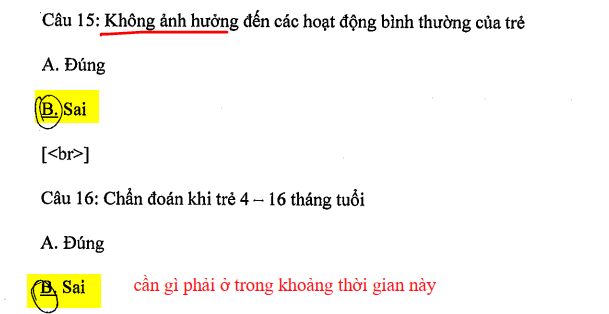 Câu 15: Không ảnh hưởng đến các hoạt động bình thường của trẻ
A. Đúng
B. Sai
[<br>]
Câu 16: Chẩn đoán khi trẻ 4 – 16 tháng tuổi
A. Đúng
B. Sai cần gì phải ở trong khoảng thời gian này